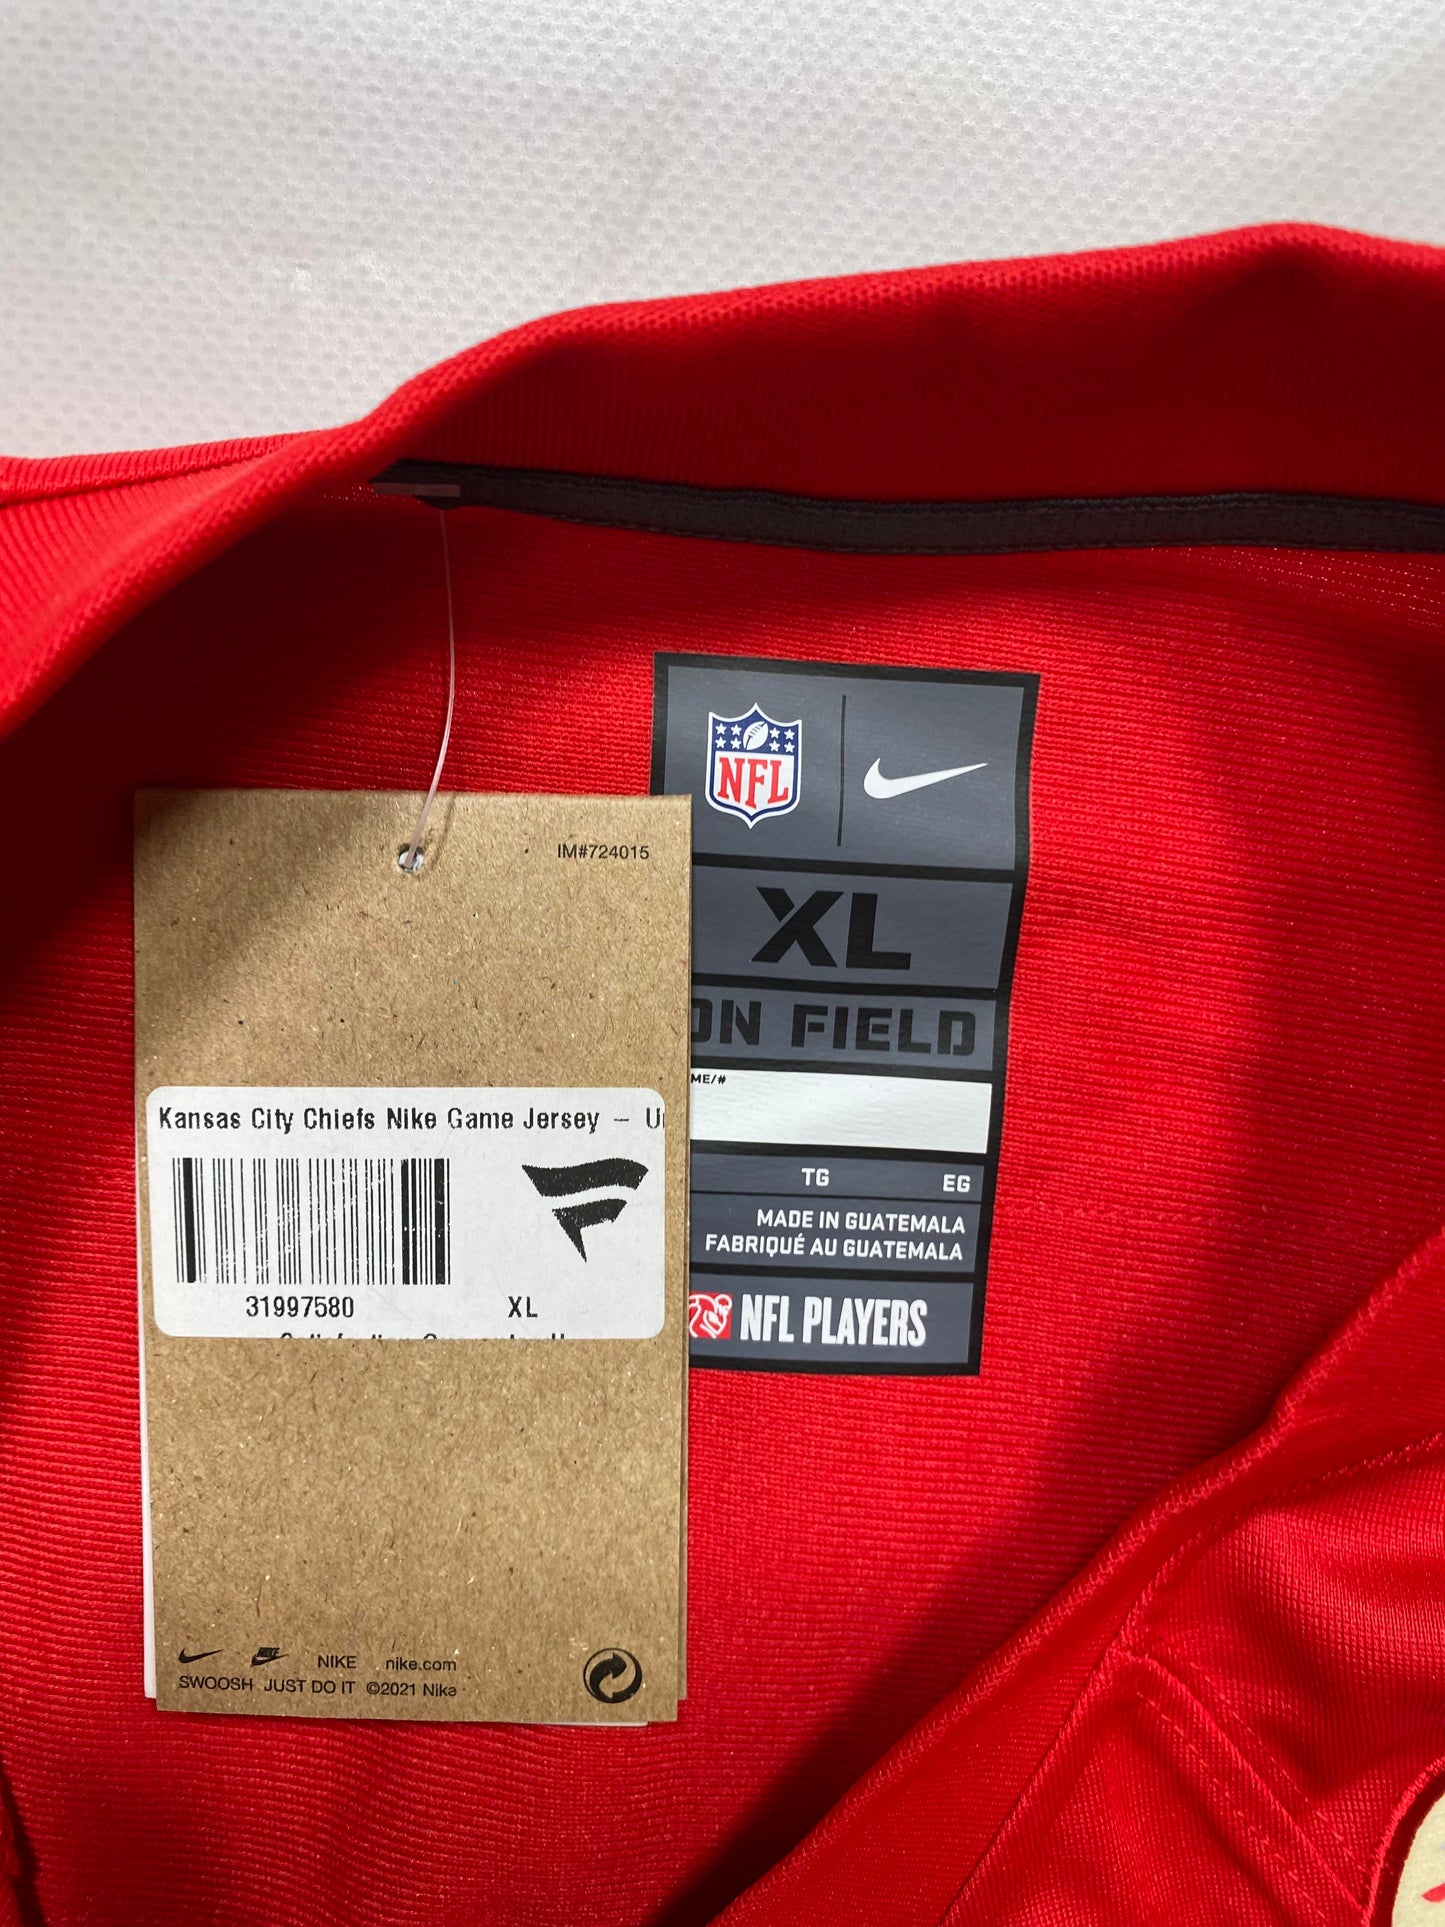 NFL
XL
ON FIELD
TG EG
MADE IN GUATEMALA
FABRIQUÉ AU GUATEMALA
NFL PLAYERS
IM#724015
Kansas City Chiefs Nike Game Jersey –
31997580 XL
NIKE nike.com
SWOOSH JUST DO IT ©2021 Nike